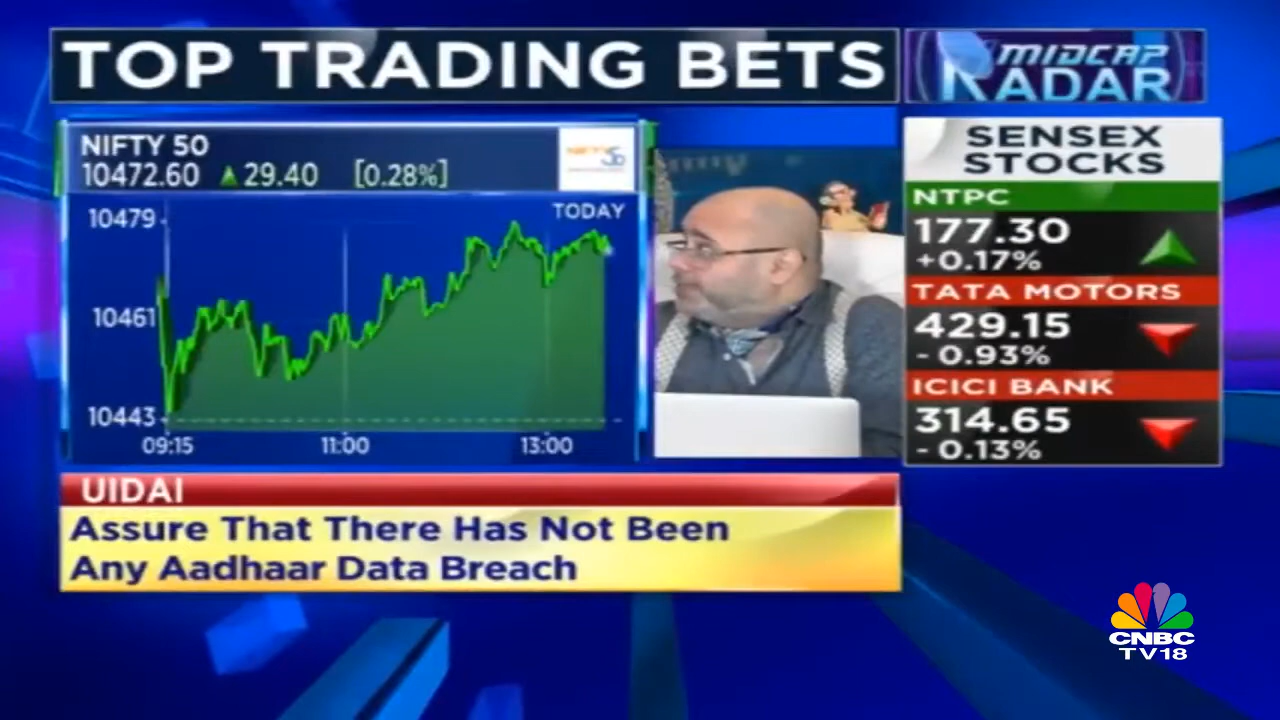 TOP TRADING BETS
MIDCAP
RADAR
NIFTY 50
10472.60 ▲ 29.40 [0.28%]
TODAY
10479
10461
10443
09:15 11:00 13:00
SENSEX
STOCKS
NTPC
177.30
+0.17%
TATA MOTORS
429.15
- 0.93%
ICICI BANK
314.65
- 0.13%
UIDAI
Assure That There Has Not Been
Any Aadhaar Data Breach
CNBC
TV18